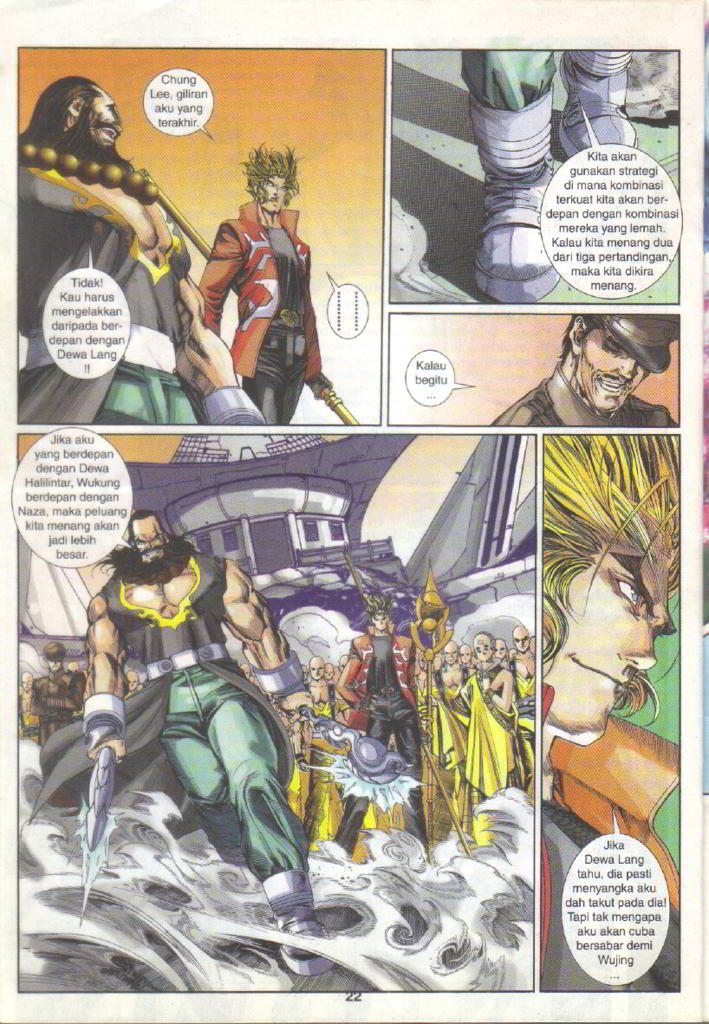 Chung
Lee, giliran
aku yang
terakhir.
Tidak!
Kau harus
mengelakkan
daripada ber-
depan dengan
Dewa Lang
!!
Kita akan
gunakan strategi
di mana kombinasi
terkuat kita akan ber-
depan dengan kombinasi
mereka yang lemah.
Kalau kita menang dua
dari tiga pertandingan,
maka kita dikira
menang.
Kalau
begitu
...
Jika aku
yang berdepan
dengan Dewa
Halilintar, Wukung
berdepan dengan
Naza, maka peluang
kita menang akan
jadi lebih
besar.
Jika
Dewa Lang
tahu, dia pasti
menyangka aku
dah takut pada dia!
Tapi tak mengapa
aku akan cuba
bersabar demi
Wujing
...
22